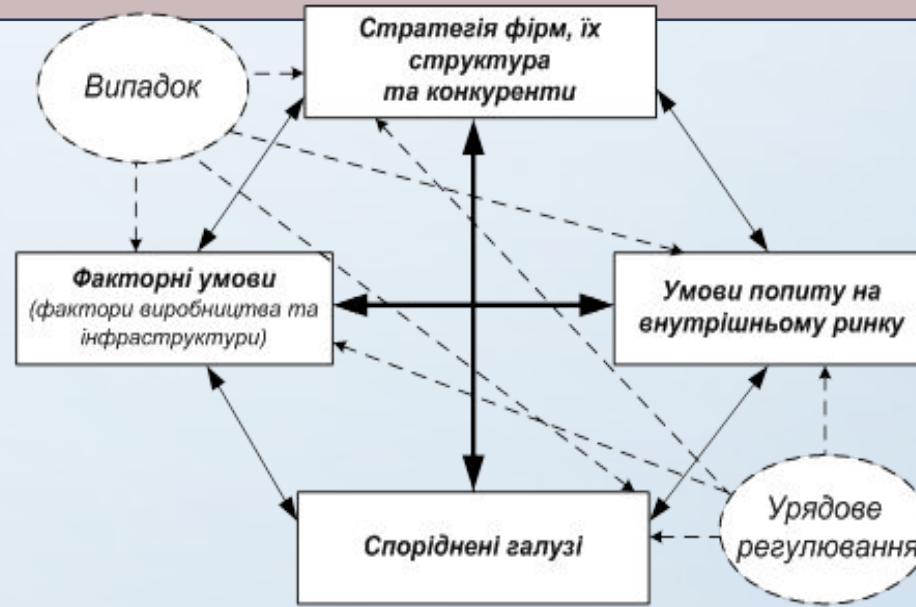 Стратегія фірм, їх
структура
та конкуренти
Випадок
Факторні умови
(фактори виробництва та
інфраструктури)
Умови попиту на
внутрішньому ринку
Споріднені галузі
Урядове
регулювання